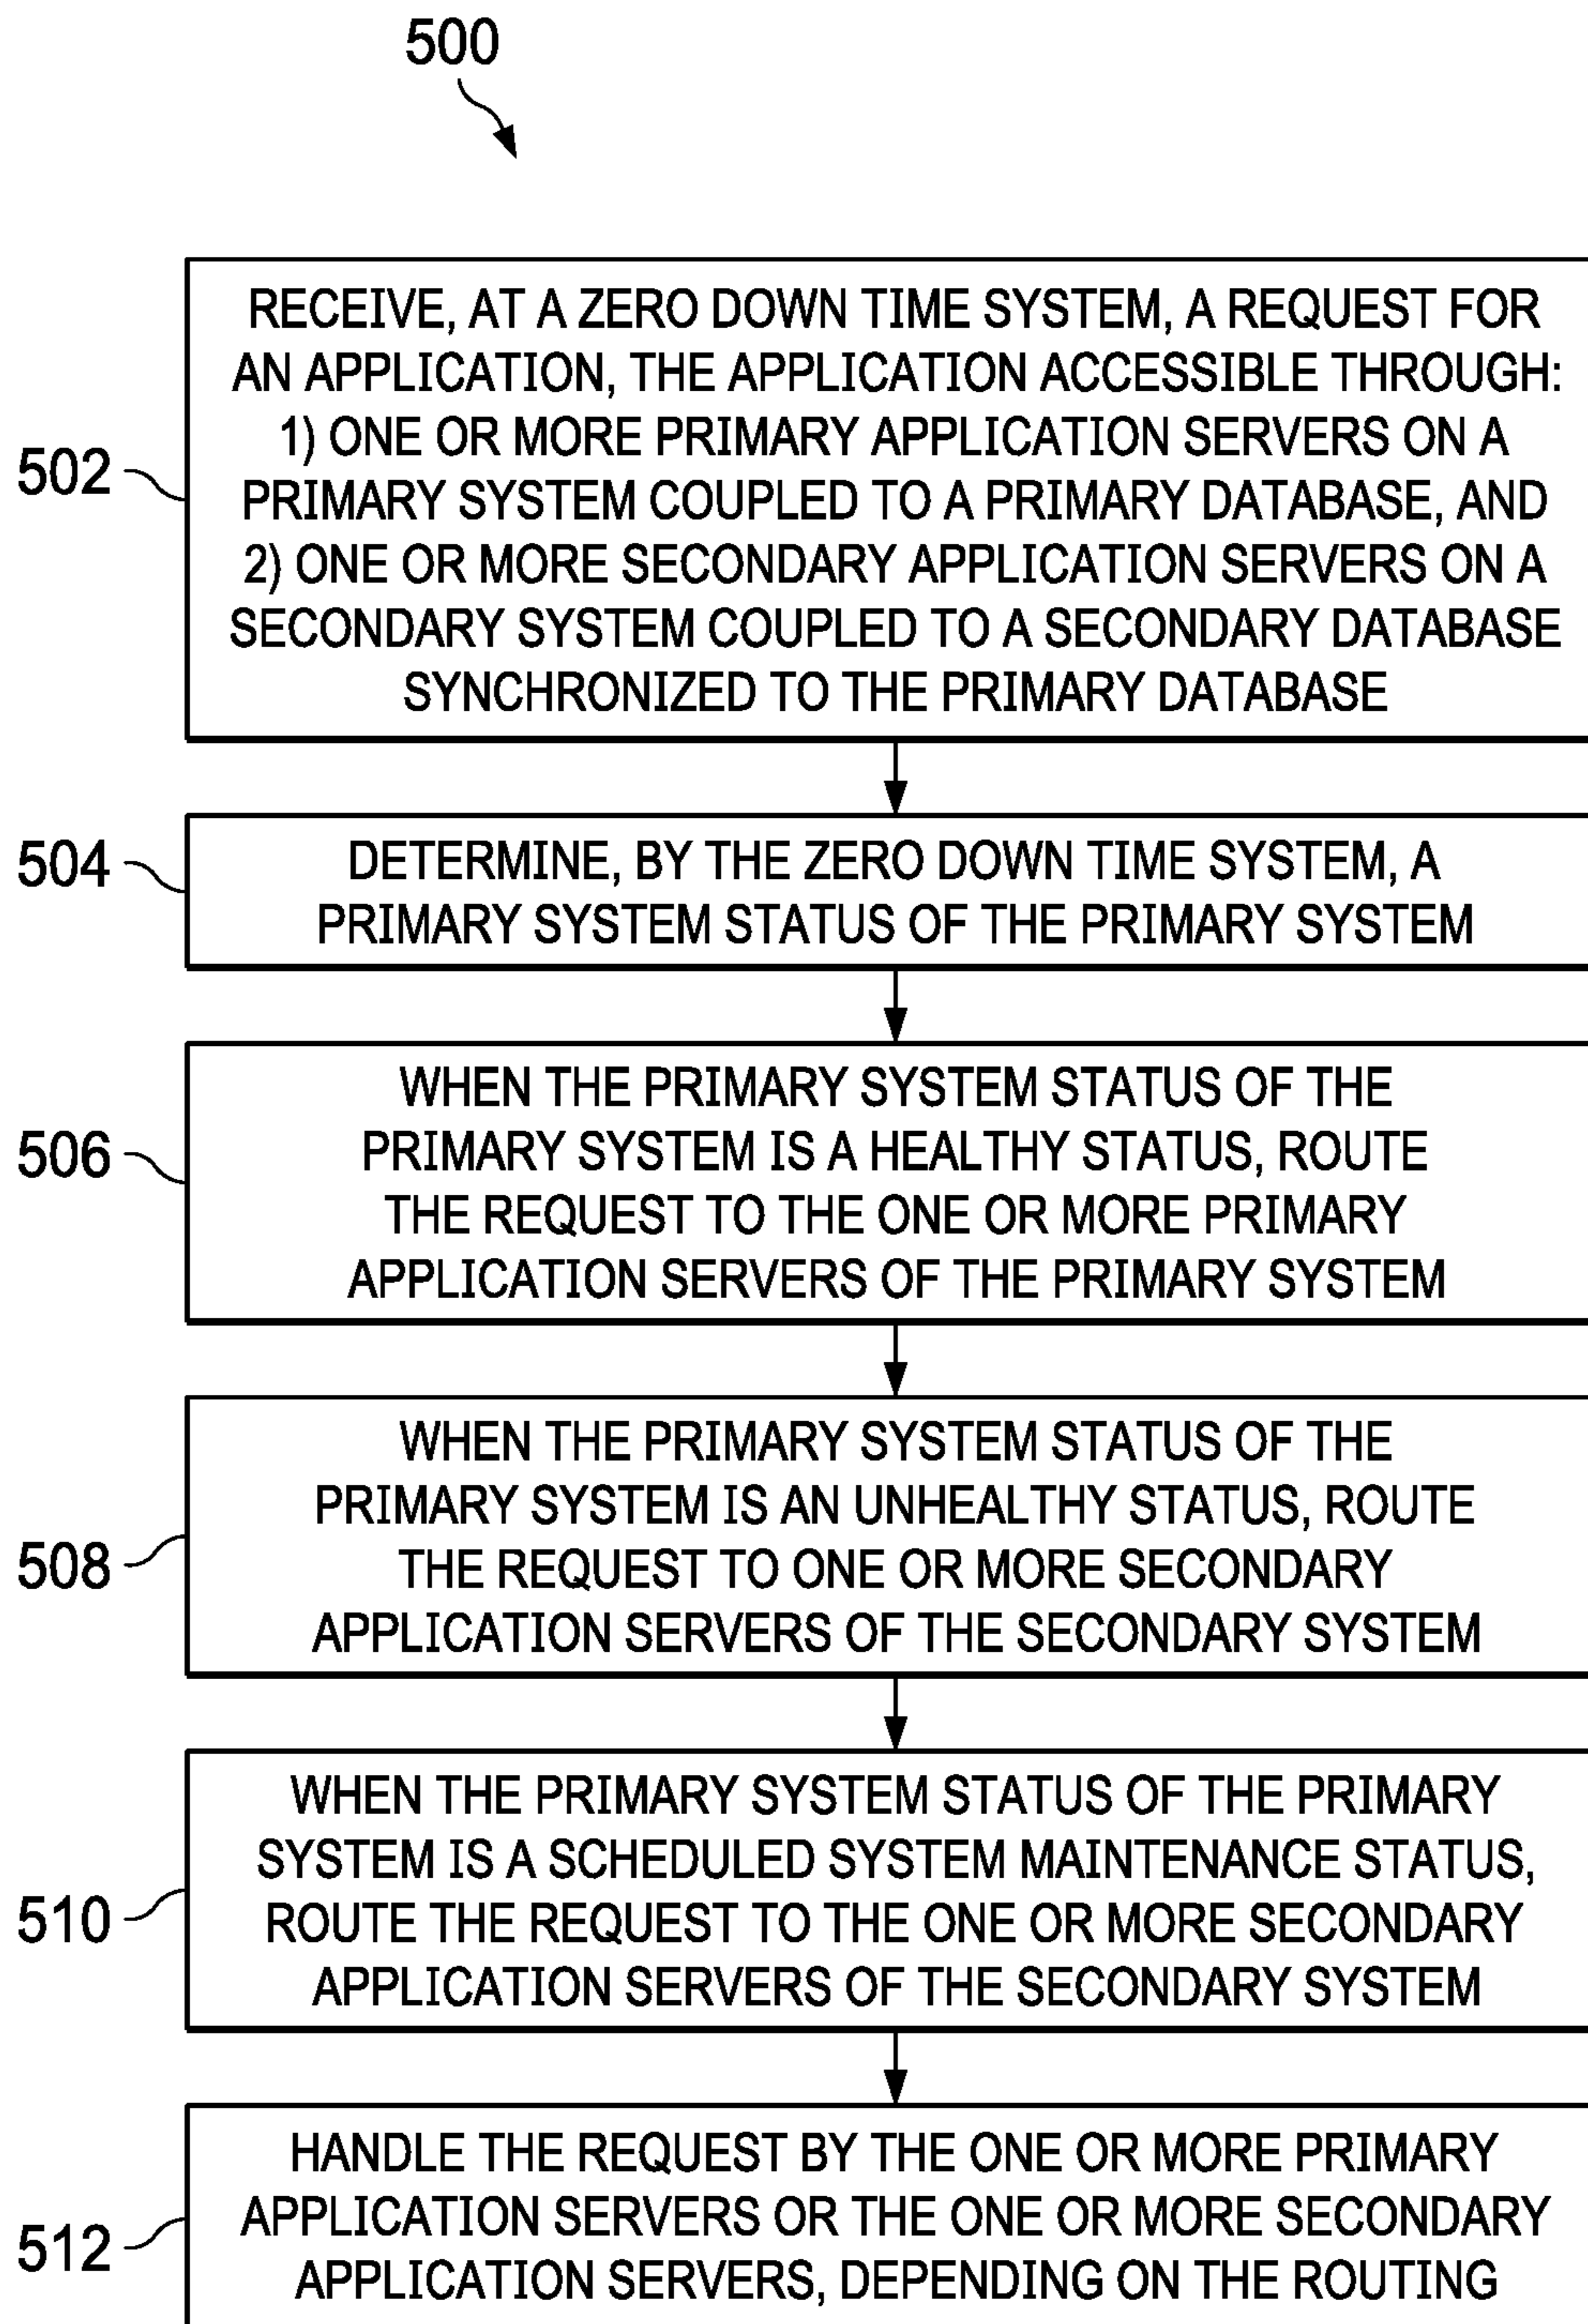 500
502
RECEIVE, AT A ZERO DOWN TIME SYSTEM, A REQUEST FOR
AN APPLICATION, THE APPLICATION ACCESSIBLE THROUGH:
1) ONE OR MORE PRIMARY APPLICATION SERVERS ON A
PRIMARY SYSTEM COUPLED TO A PRIMARY DATABASE, AND
2) ONE OR MORE SECONDARY APPLICATION SERVERS ON A
SECONDARY SYSTEM COUPLED TO A SECONDARY DATABASE
SYNCHRONIZED TO THE PRIMARY DATABASE
504
DETERMINE, BY THE ZERO DOWN TIME SYSTEM, A
PRIMARY SYSTEM STATUS OF THE PRIMARY SYSTEM
506
WHEN THE PRIMARY SYSTEM STATUS OF THE
PRIMARY SYSTEM IS A HEALTHY STATUS, ROUTE
THE REQUEST TO THE ONE OR MORE PRIMARY
APPLICATION SERVERS OF THE PRIMARY SYSTEM
508
WHEN THE PRIMARY SYSTEM STATUS OF THE
PRIMARY SYSTEM IS AN UNHEALTHY STATUS, ROUTE
THE REQUEST TO ONE OR MORE SECONDARY
APPLICATION SERVERS OF THE SECONDARY SYSTEM
510
WHEN THE PRIMARY SYSTEM STATUS OF THE PRIMARY
SYSTEM IS A SCHEDULED SYSTEM MAINTENANCE STATUS,
ROUTE THE REQUEST TO THE ONE OR MORE SECONDARY
APPLICATION SERVERS OF THE SECONDARY SYSTEM
512
HANDLE THE REQUEST BY THE ONE OR MORE PRIMARY
APPLICATION SERVERS OR THE ONE OR MORE SECONDARY
APPLICATION SERVERS, DEPENDING ON THE ROUTING